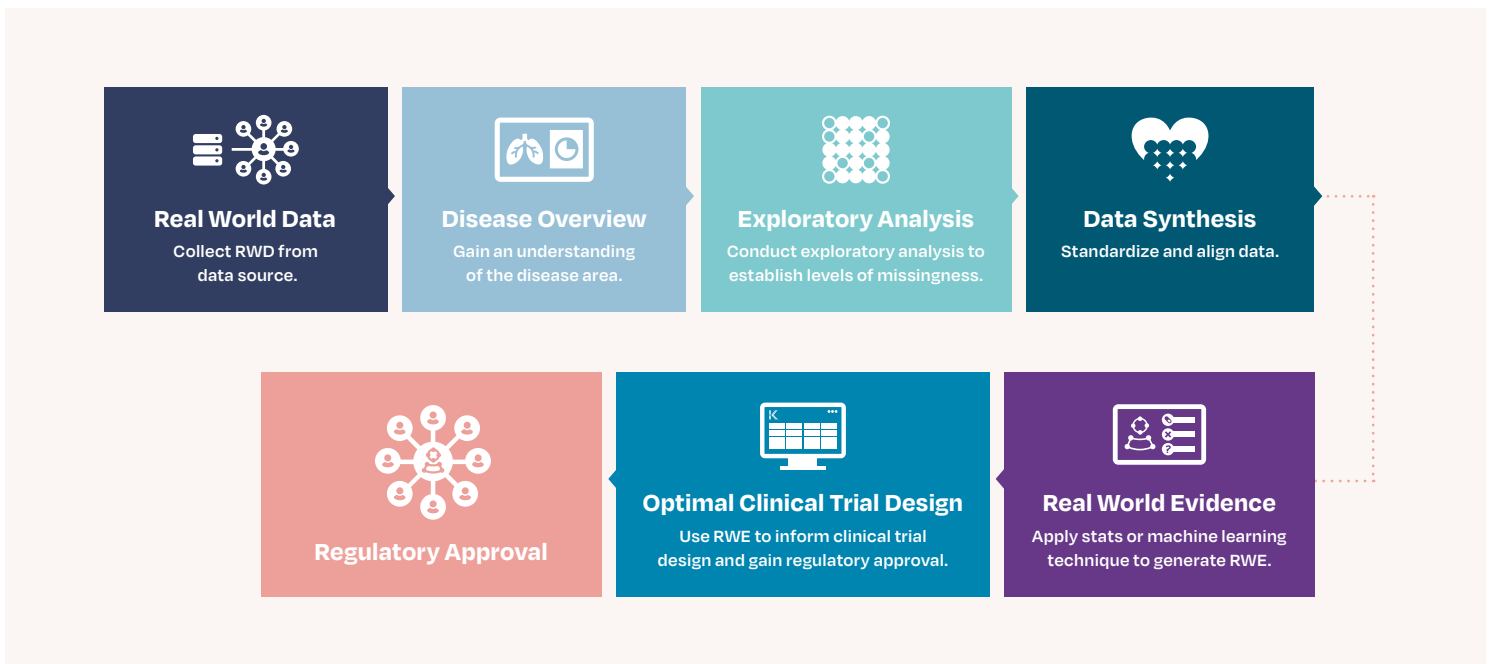 Real World Data
Collect RWD from
data source.
Disease Overview
Gain an understanding
of the disease area.
Exploratory Analysis
Conduct exploratory analysis to
establish levels of missingness.
Data Synthesis
Standardize and align data.
Real World Evidence
Apply stats or machine learning
technique to generate RWE.
Optimal Clinical Trial Design
Use RWE to inform clinical trial
design and gain regulatory approval.
Regulatory Approval